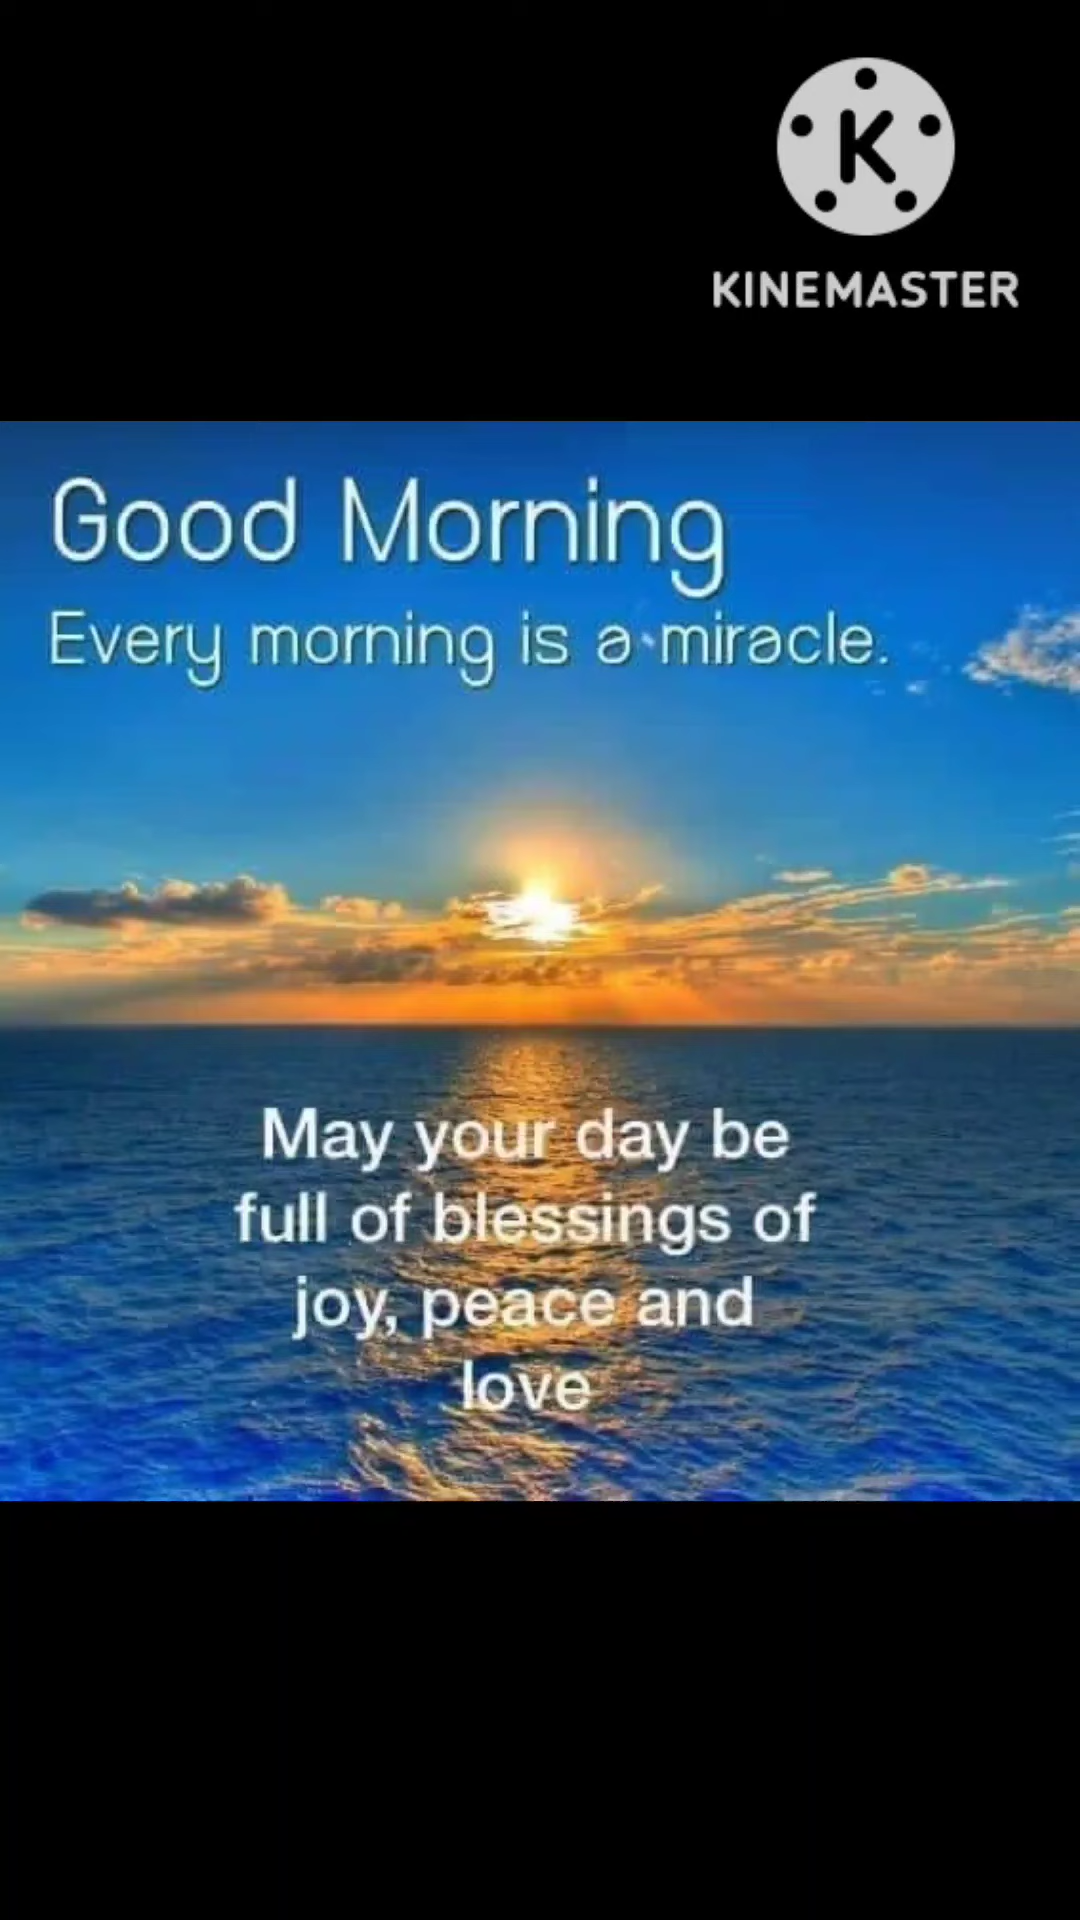 K
KINEMASTER
Good Morning
Every morning is a miracle.
May your day be
full of blessings of
joy, peace and
love